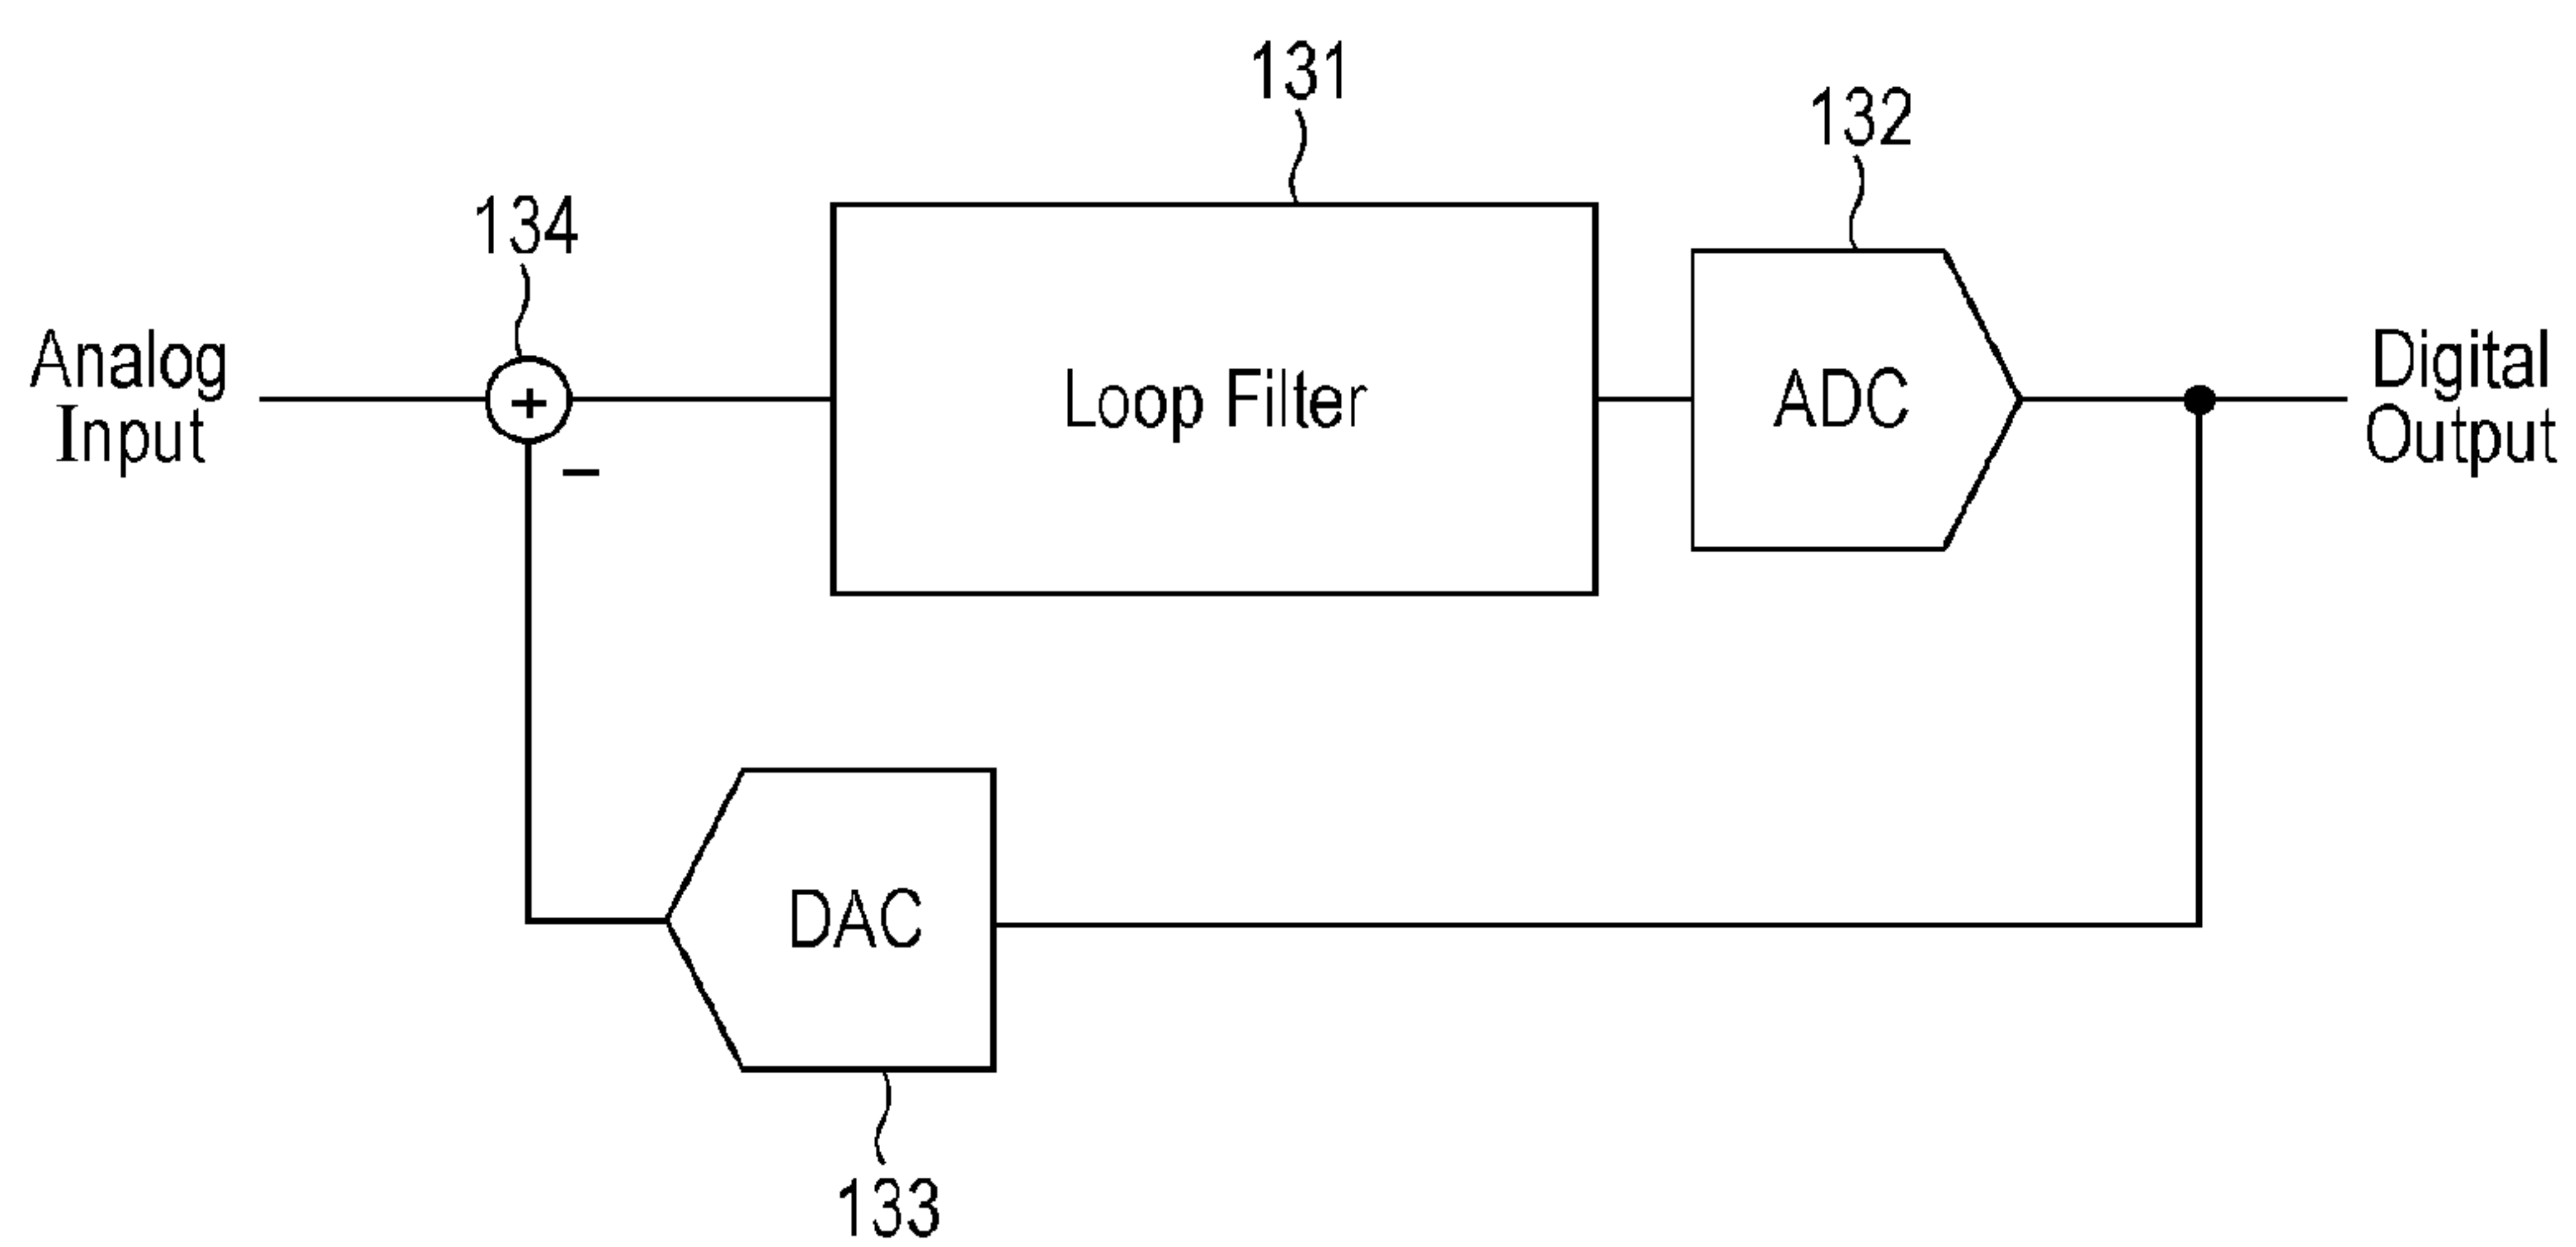 131
132
134
Analog
Input
+
Loop Filter
ADC
Digital
Output
−
DAC
133